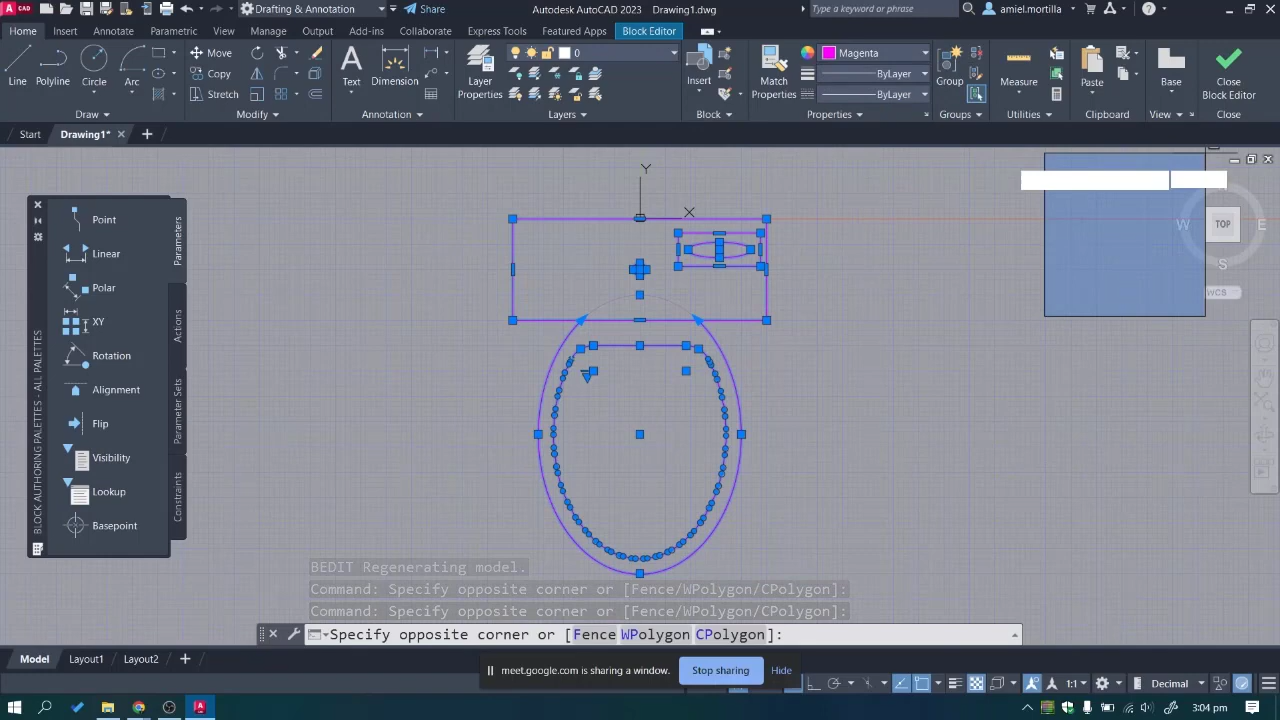 A CAD
Drafting & Annotation
Share
Autodesk AutoCAD 2023
Drawing1.dwg
Type a keyword or phrase
amiel.mortilla
Home
Insert
Annotate
Parametric
View
Manage
Output
Add-ins
Collaborate
Express Tools
Featured Apps
Block Editor
Line
Polyline
Circle
Arc
Move
Copy
Stretch
Text
Dimension
Layer
Properties
0
Insert
Match
Properties
Magenta
ByLayer
ByLayer
Group
Measure
Paste
Base
Close
Block Editor
Draw
Modify
Annotation
Layers
Block
Properties
Groups
Utilities
Clipboard
View
Close
Start
Drawing1*
Y
X
W
TOP
E
S
WCS
Point
Linear
Polar
XY
Rotation
Alignment
Flip
Visibility
Lookup
Basepoint
Parameters
Actions
Parameter Sets
Constraints
BLOCK AUTHORING PALETTES - ALL PALETTES
BEDIT Regenerating model.
Command: Specify opposite corner or [Fence/WPolygon/CPolygon]:
Command: Specify opposite corner or [Fence/WPolygon/CPolygon]:
Specify opposite corner or [Fence WPolygon CPolygon]:
Model
Layout1
Layout2
meet.google.com is sharing a window.
Stop sharing
Hide
1:1
Decimal
3:04 pm